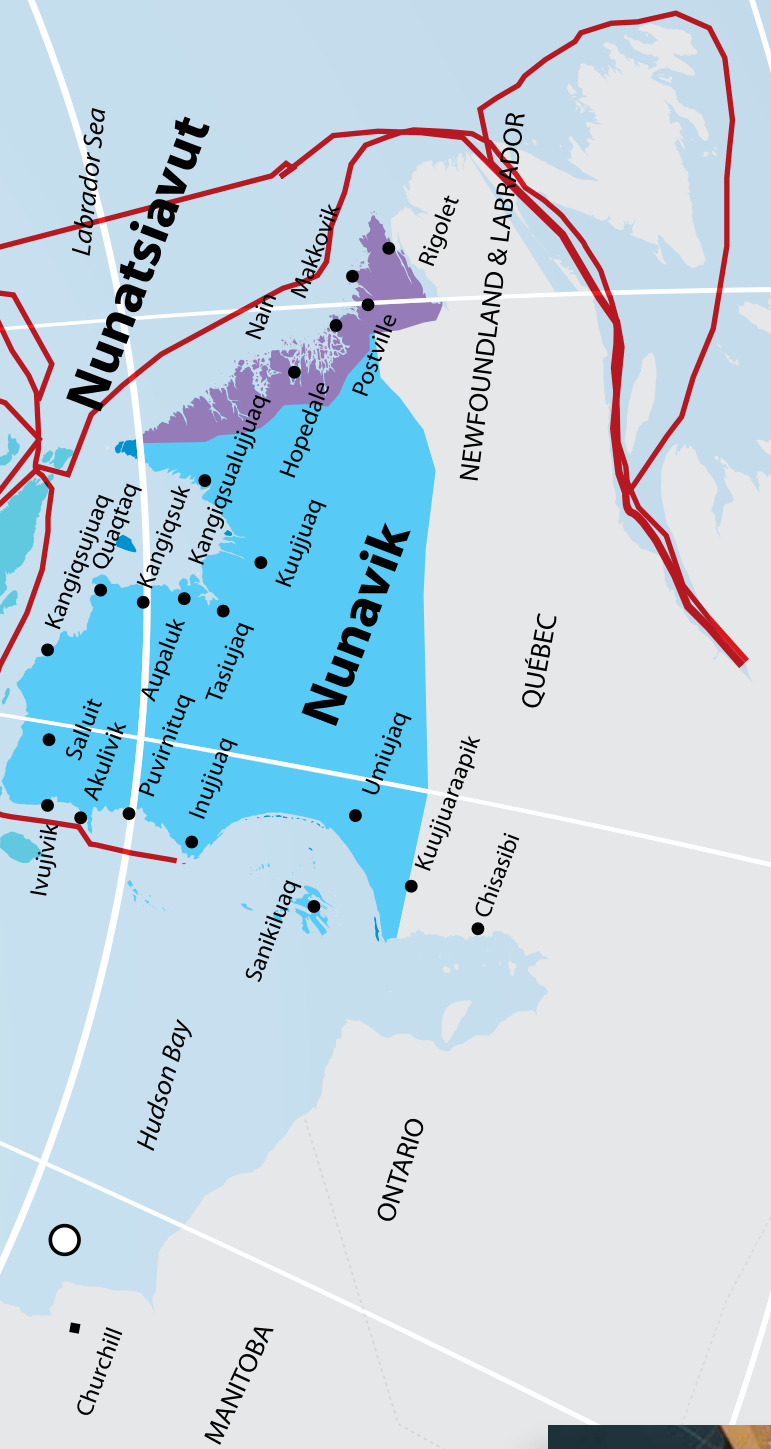 Labrador Sea
Nunatsiavut
Makkovik
Rigolet
NEWFOUNDLAND & LABRADOR
Nain
Postville
Hopedale
Kangiqsualujjuaq
Kangiqsujuaq
Quaqtaq
Kangiqsuk
Kuujjuaq
Nunavik
Aupaluk
Tasiujaq
QUÉBEC
Salluit
Akulivik
Puvirnituq
Inujjuaq
Umiujaq
Kuujjuaraapik
Ivujivik
Sanikiluaq
Chisasibi
Hudson Bay
ONTARIO
Churchill
MANITOBA